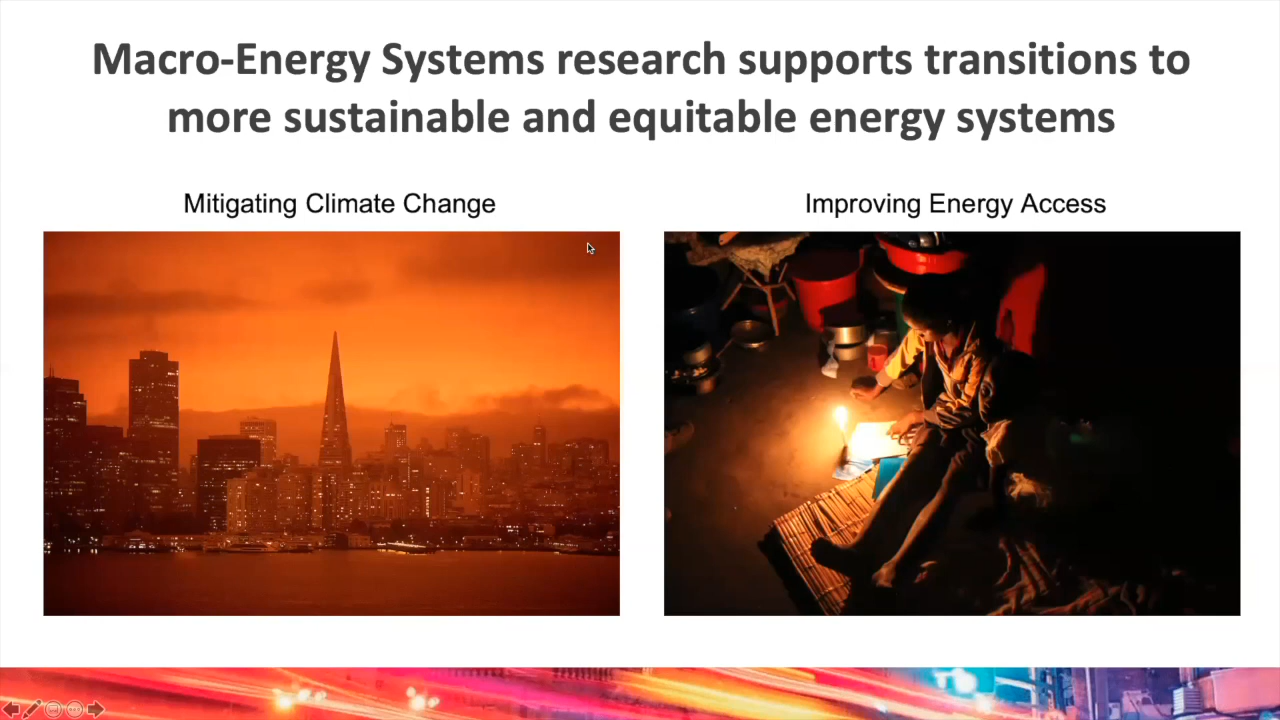 Macro-Energy Systems research supports transitions to
more sustainable and equitable energy systems
Mitigating Climate Change
Improving Energy Access